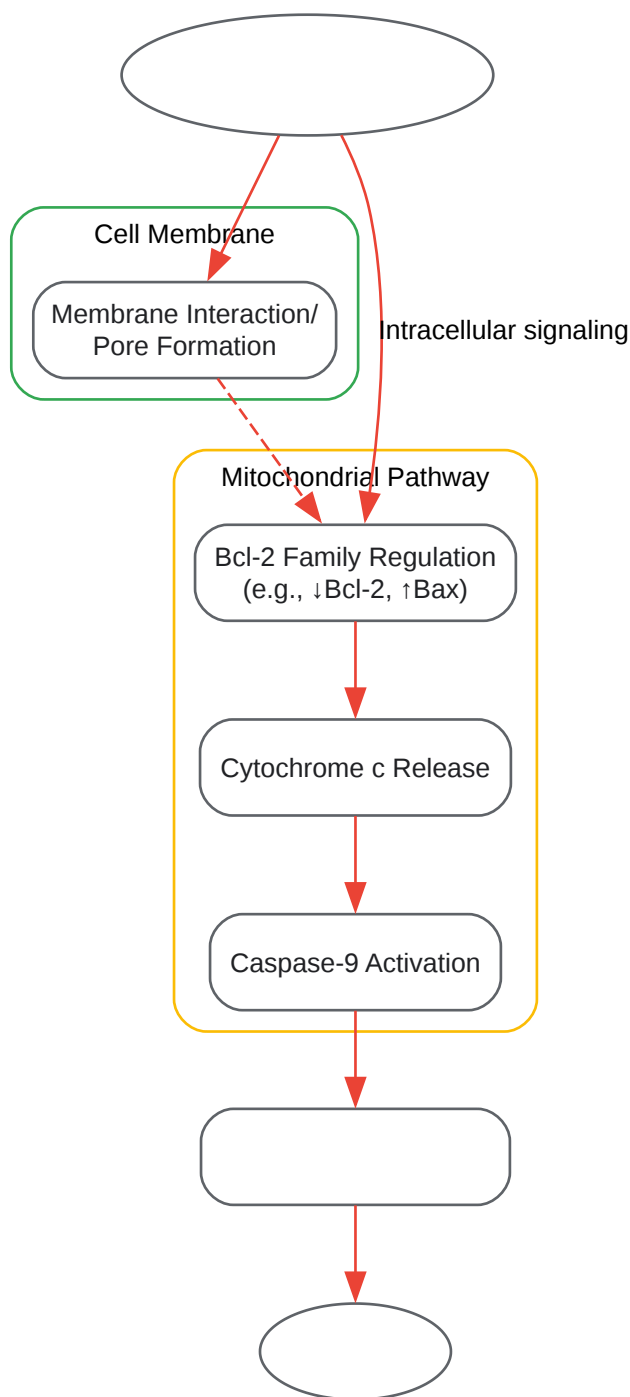 Cell Membrane
Membrane Interaction/
Pore Formation
Intracellular signaling
Mitochondrial Pathway
Bcl-2 Family Regulation
(e.g., ↓Bcl-2, ↑Bax)
Cytochrome c Release
Caspase-9 Activation